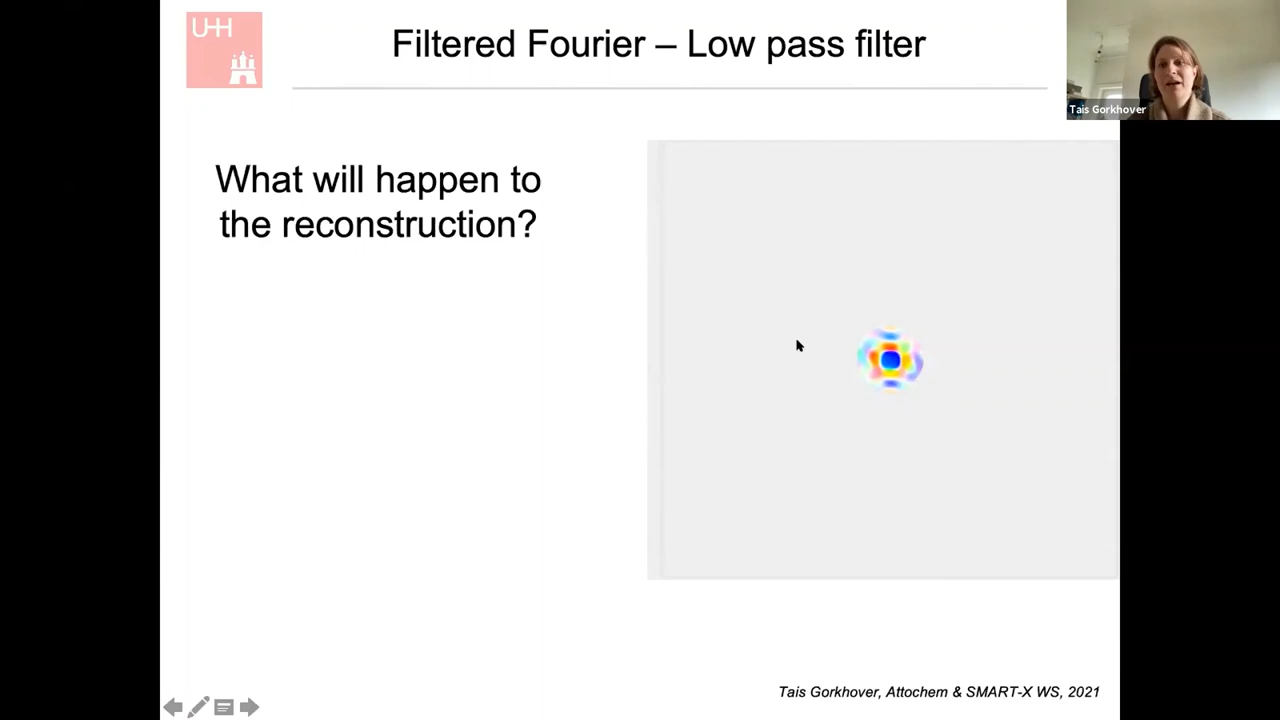 UHH
Filtered Fourier – Low pass filter
Tais Gorkhover
What will happen to
the reconstruction?
Tais Gorkhover, Attochem & SMART-X WS, 2021